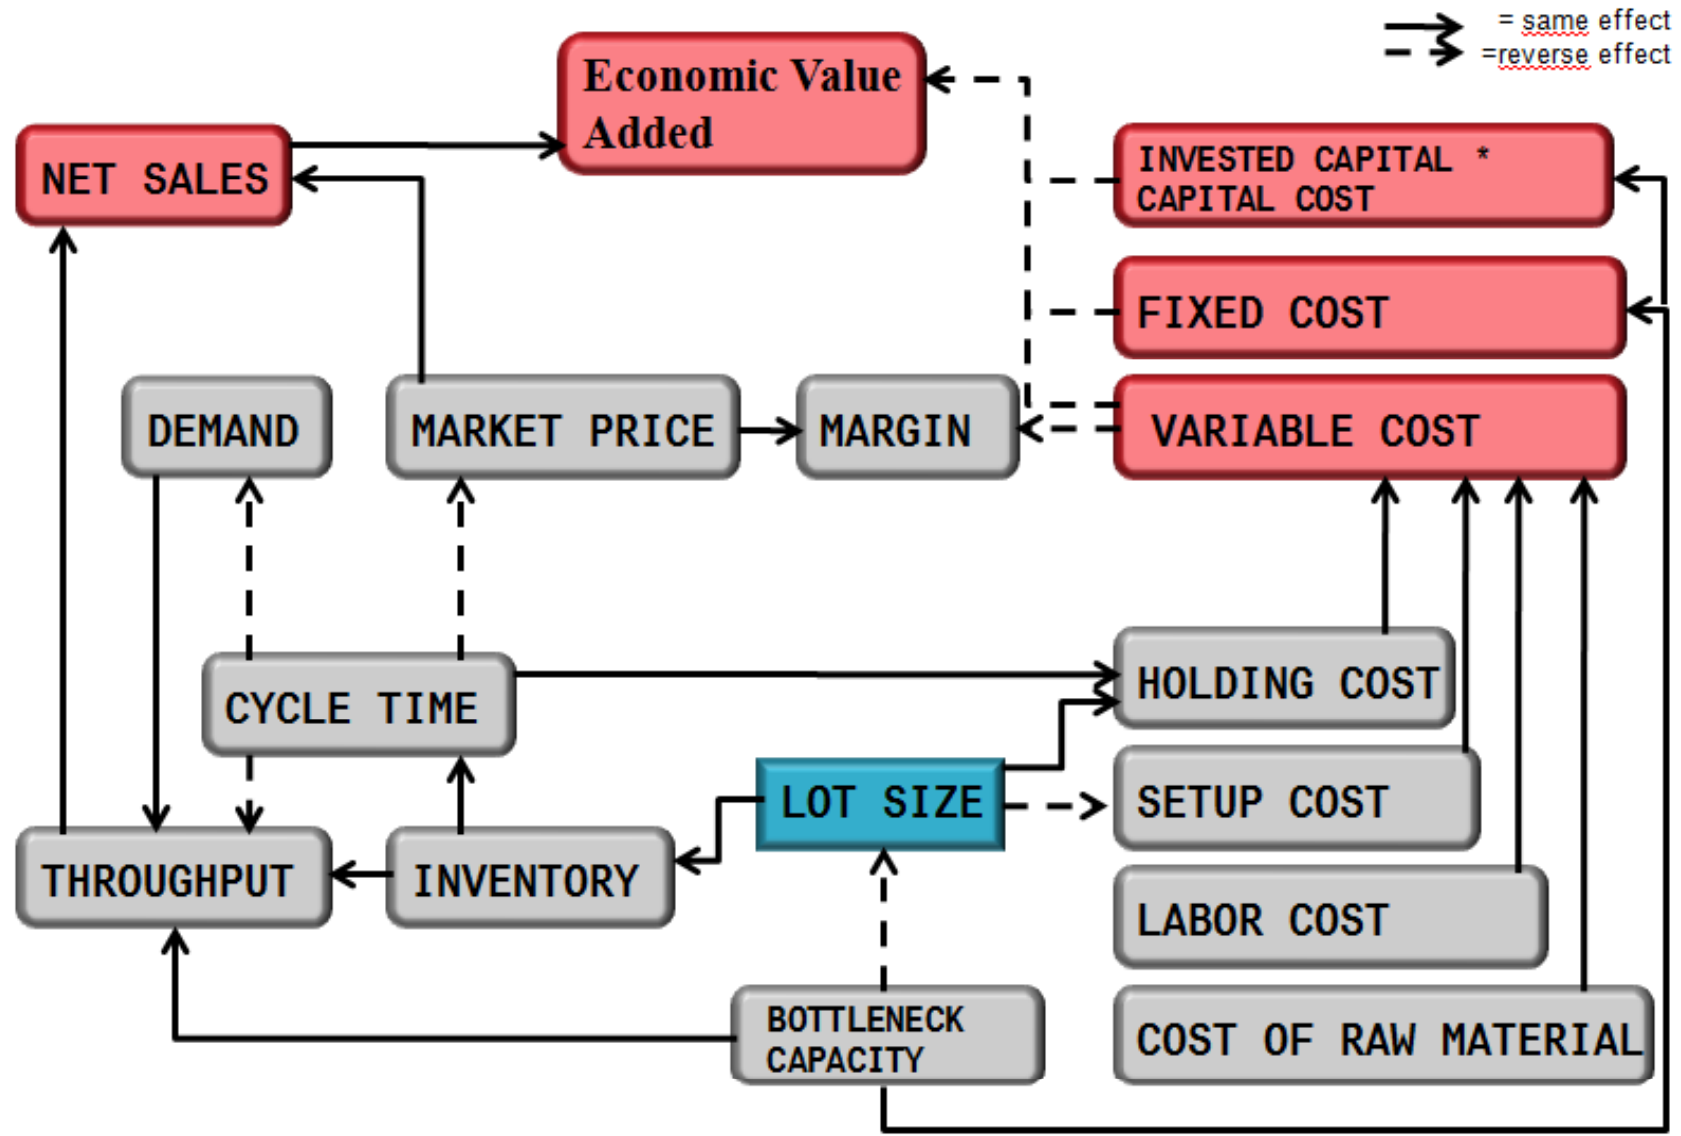 = same effect
=reverse effect
Economic Value
Added
NET SALES
INVESTED CAPITAL *
CAPITAL COST
FIXED COST
DEMAND
MARKET PRICE
MARGIN
VARIABLE COST
CYCLE TIME
HOLDING COST
LOT SIZE
SETUP COST
THROUGHPUT
INVENTORY
LABOR COST
BOTTLENECK
CAPACITY
COST OF RAW MATERIAL